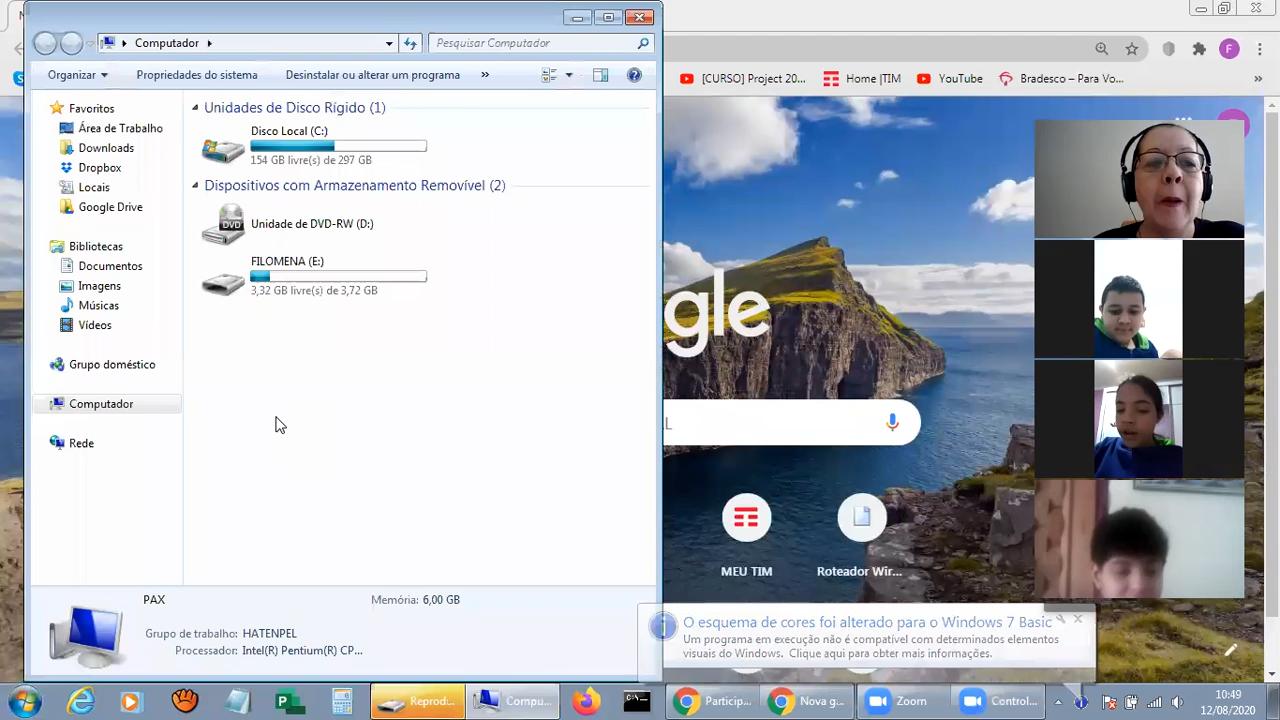 Computador
Pesquisar Computador
Organizar
Propriedades do sistema
Desinstalar ou alterar um programa
»
Favoritos
Área de Trabalho
Downloads
Dropbox
Locais
Google Drive
Bibliotecas
Documentos
Imagens
Músicas
Vídeos
Grupo doméstico
Computador
Rede
Unidades de Disco Rígido (1)
Disco Local (C:)
154 GB livre(s) de 297 GB
Dispositivos com Armazenamento Removível (2)
DVD
Unidade de DVD-RW (D:)
FILOMENA (E:)
3,32 GB livre(s) de 3,72 GB
PAX
Memória: 6,00 GB
Grupo de trabalho: HATENPEL
Processador: Intel(R) Pentium(R) CP...
F
[CURSO] Project 20...
Home |TIM
YouTube
Bradesco – Para Vo...
»
gle
MEU TIM
Roteador Wir...
O esquema de cores foi alterado para o Windows 7 Basic
Um programa em execução não é compatível com determinados elementos
visuais do Windows. Clique aqui para obter mais informações.
Reprod...
Compu...
Particip...
Nova g...
Zoom
Control...
10:49
12/08/2020